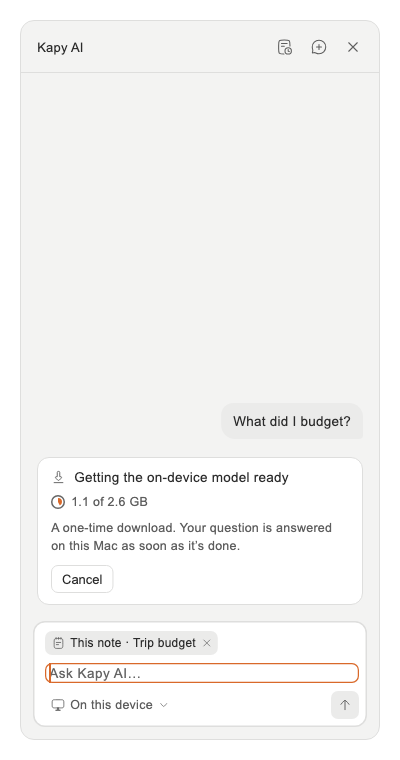 Kapy AI
What did I budget?
Getting the on-device model ready
1.1 of 2.6 GB
A one-time download. Your question is answered
on this Mac as soon as it's done.
Cancel
This note · Trip budget
Ask Kapy AI…
On this device